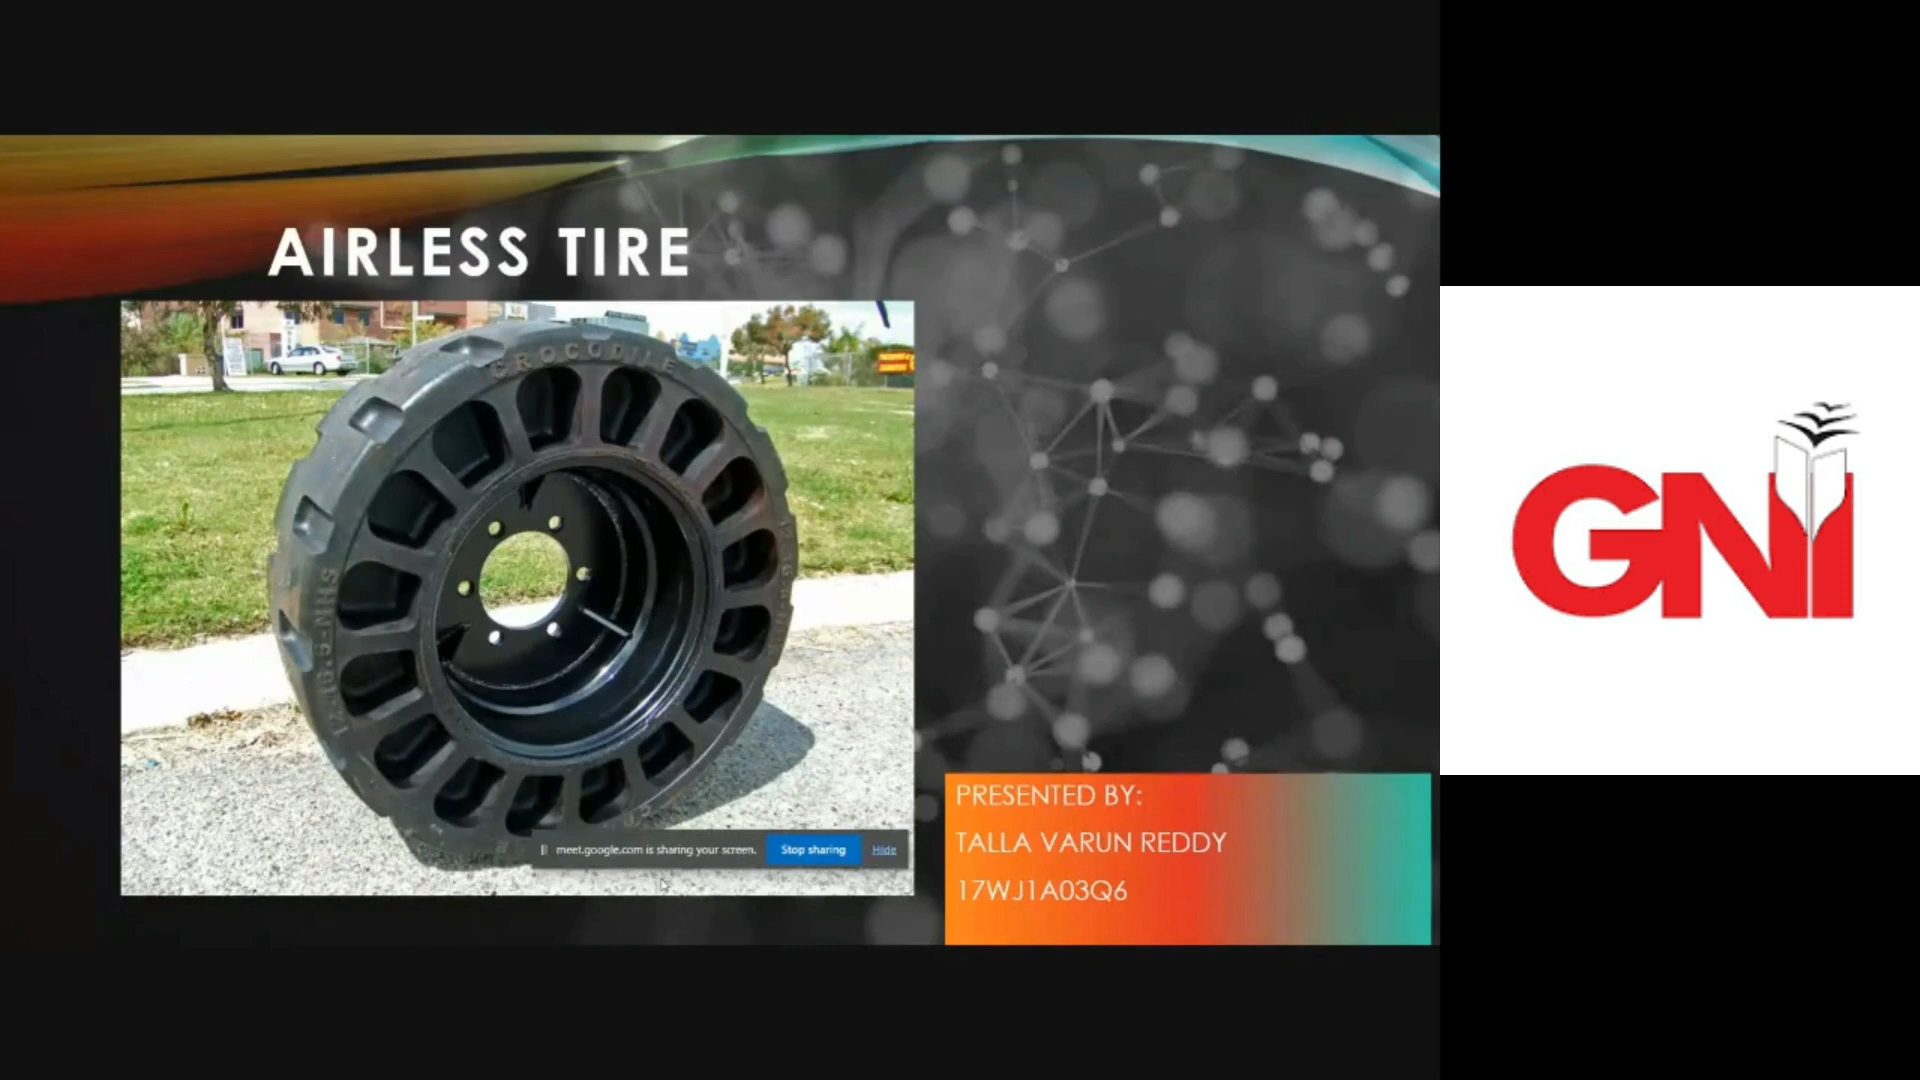 AIRLESS TIRE
CROCODILE
meet.google.com is sharing your screen. Stop sharing Hide
PRESENTED BY:
TALLA VARUN REDDY
17WJ1A03Q6
GNI